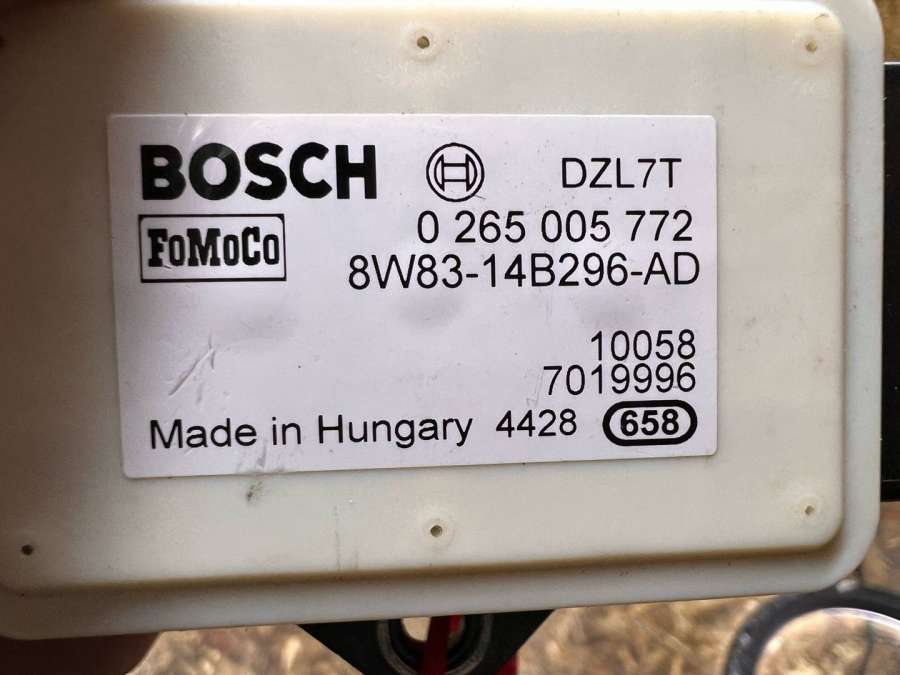 BOSCH DZL7T
FoMoCo 0 265 005 772
8W83-14B296-AD
10058
7019996
Made in Hungary 4428 658